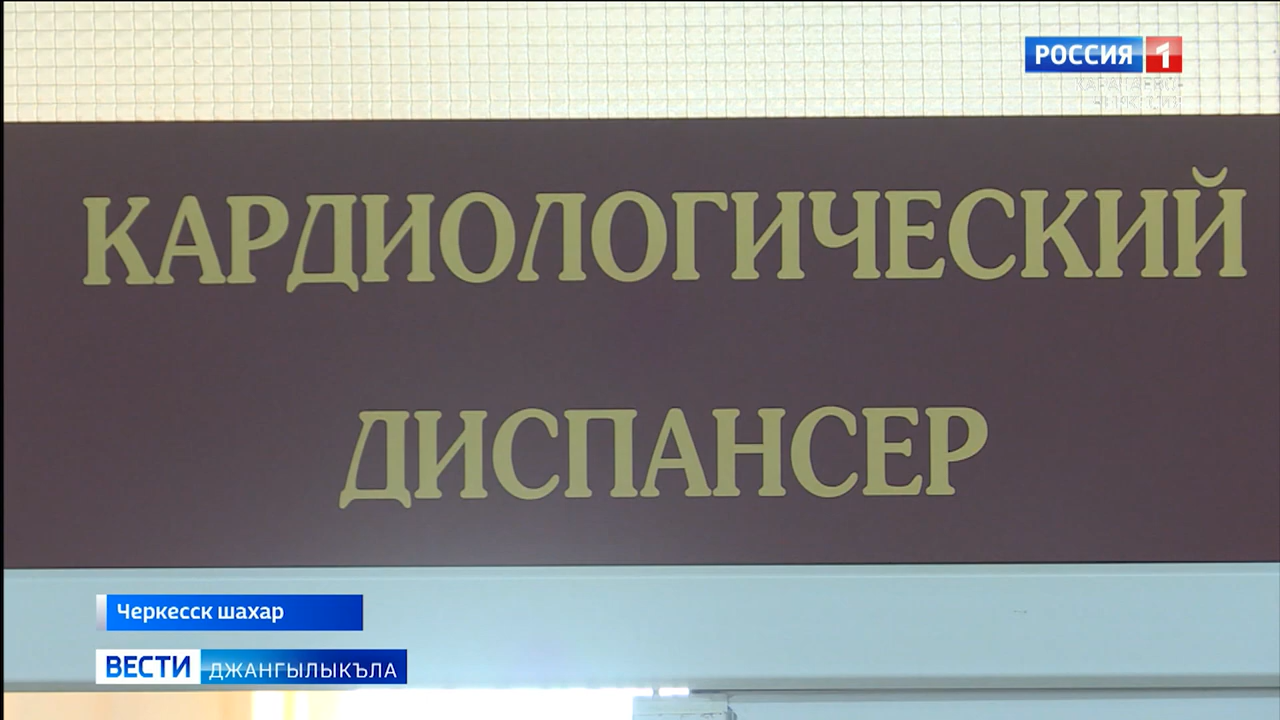 РОССИЯ 1
КАРДИОЛОГИЧЕСКИЙ
ДИСПАНСЕР
Черкесск шахар
ВЕСТИ ДЖАНГЫЛЫКЪЛА